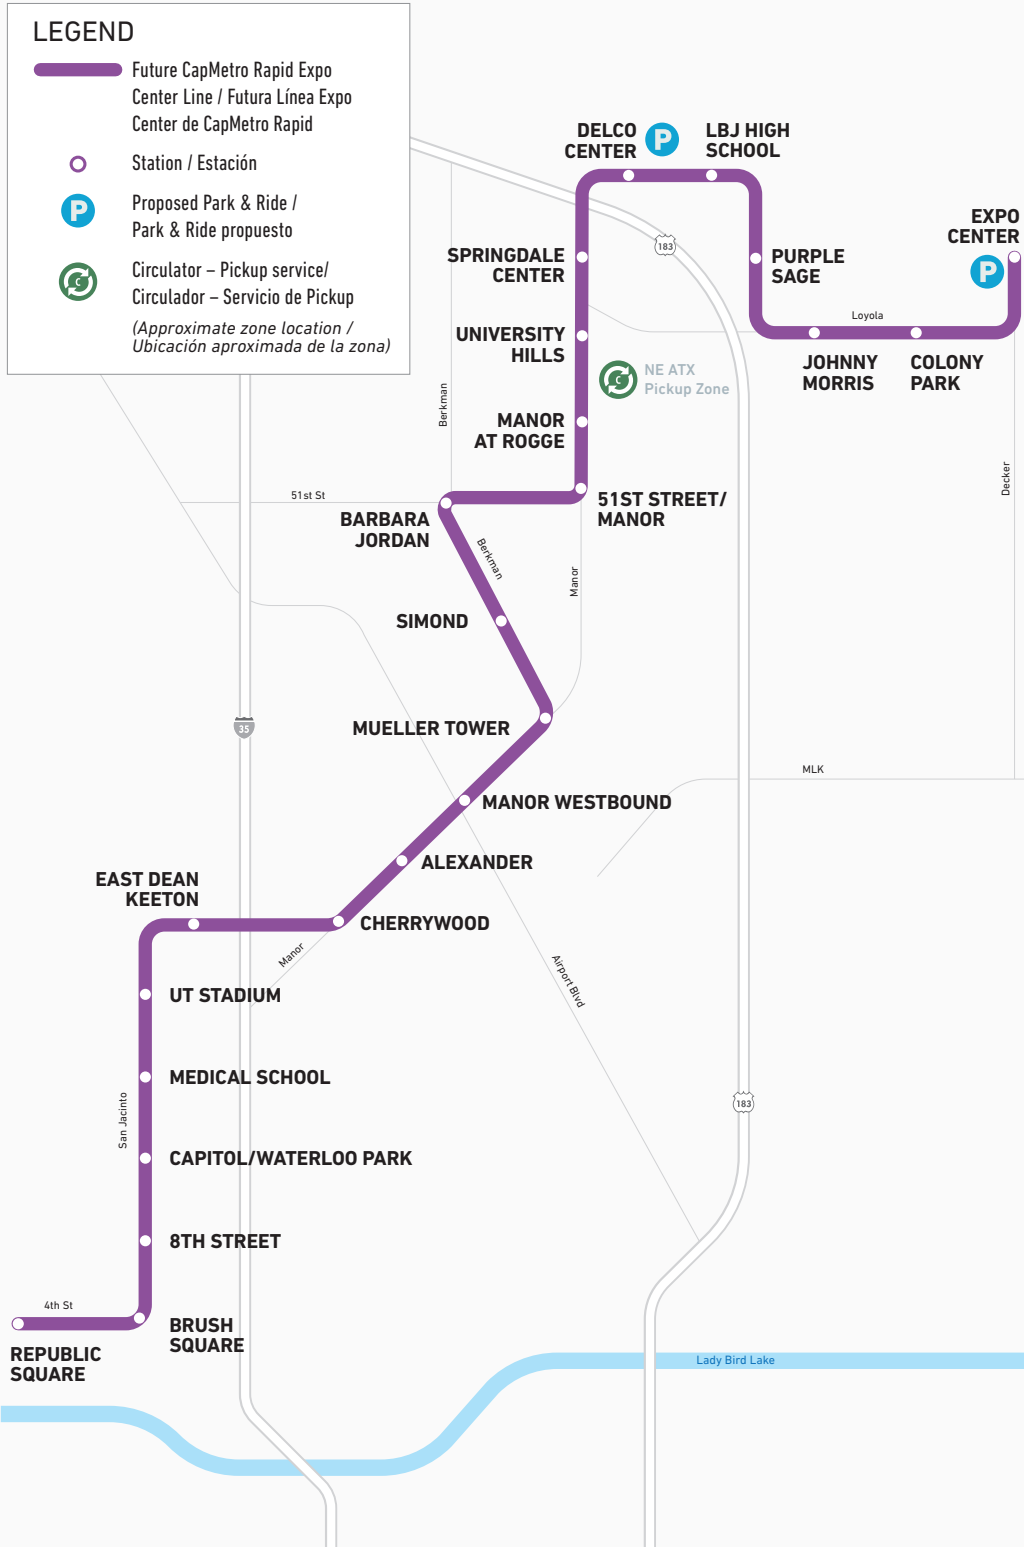 LEGEND
Future CapMetro Rapid Expo
Center Line / Futura Línea Expo
Center de CapMetro Rapid
Station / Estación
P
Proposed Park & Ride /
Park & Ride propuesto
C
Circulator – Pickup service/
Circulador – Servicio de Pickup
(Approximate zone location /
Ubicación aproximada de la zona)
DELCO
CENTER
P
LBJ HIGH
SCHOOL
EXPO
CENTER
P
183
SPRINGDALE
CENTER
PURPLE
SAGE
Loyola
UNIVERSITY
HILLS
JOHNNY
MORRIS
COLONY
PARK
C
NE ATX
Pickup Zone
Berkman
MANOR
AT ROGGE
Decker
51st St
51ST STREET/
MANOR
BARBARA
JORDAN
Berkman
Manor
SIMOND
35
MUELLER TOWER
MLK
MANOR WESTBOUND
ALEXANDER
EAST DEAN
KEETON
CHERRYWOOD
Manor
Airport Blvd
UT STADIUM
MEDICAL SCHOOL
183
San Jacinto
CAPITOL/WATERLOO PARK
8TH STREET
4th St
BRUSH
SQUARE
REPUBLIC
SQUARE
Lady Bird Lake